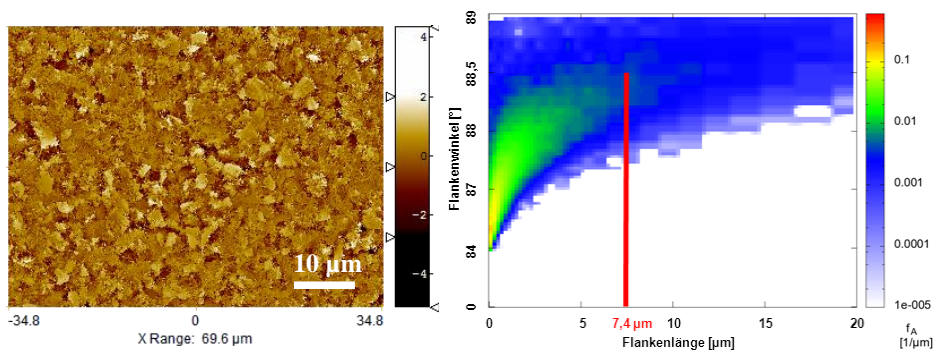 4
2
0
−2
−4
10 µm
-34.8
0
34.8
X Range: 69.6 µm
Flankenwinkel [°]
89
88,5
88
87
84
0
0
5
7,4 µm
10
15
20
Flankenlänge [µm]
0.1
0.01
0.001
0.0001
1e-005
f_A
[1/µm]